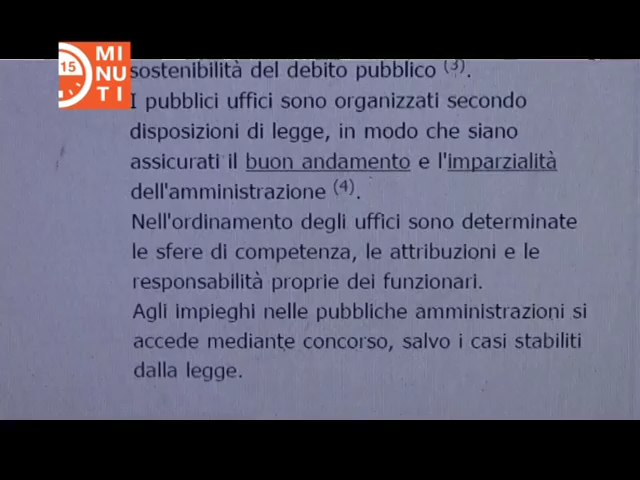 15
MI
NU
TI
sostenibilità del debito pubblico (3).
I pubblici uffici sono organizzati secondo
disposizioni di legge, in modo che siano
assicurati il buon andamento e l'imparzialità
dell'amministrazione (4).
Nell'ordinamento degli uffici sono determinate
le sfere di competenza, le attribuzioni e le
responsabilità proprie dei funzionari.
Agli impieghi nelle pubbliche amministrazioni si
accede mediante concorso, salvo i casi stabiliti
dalla legge.